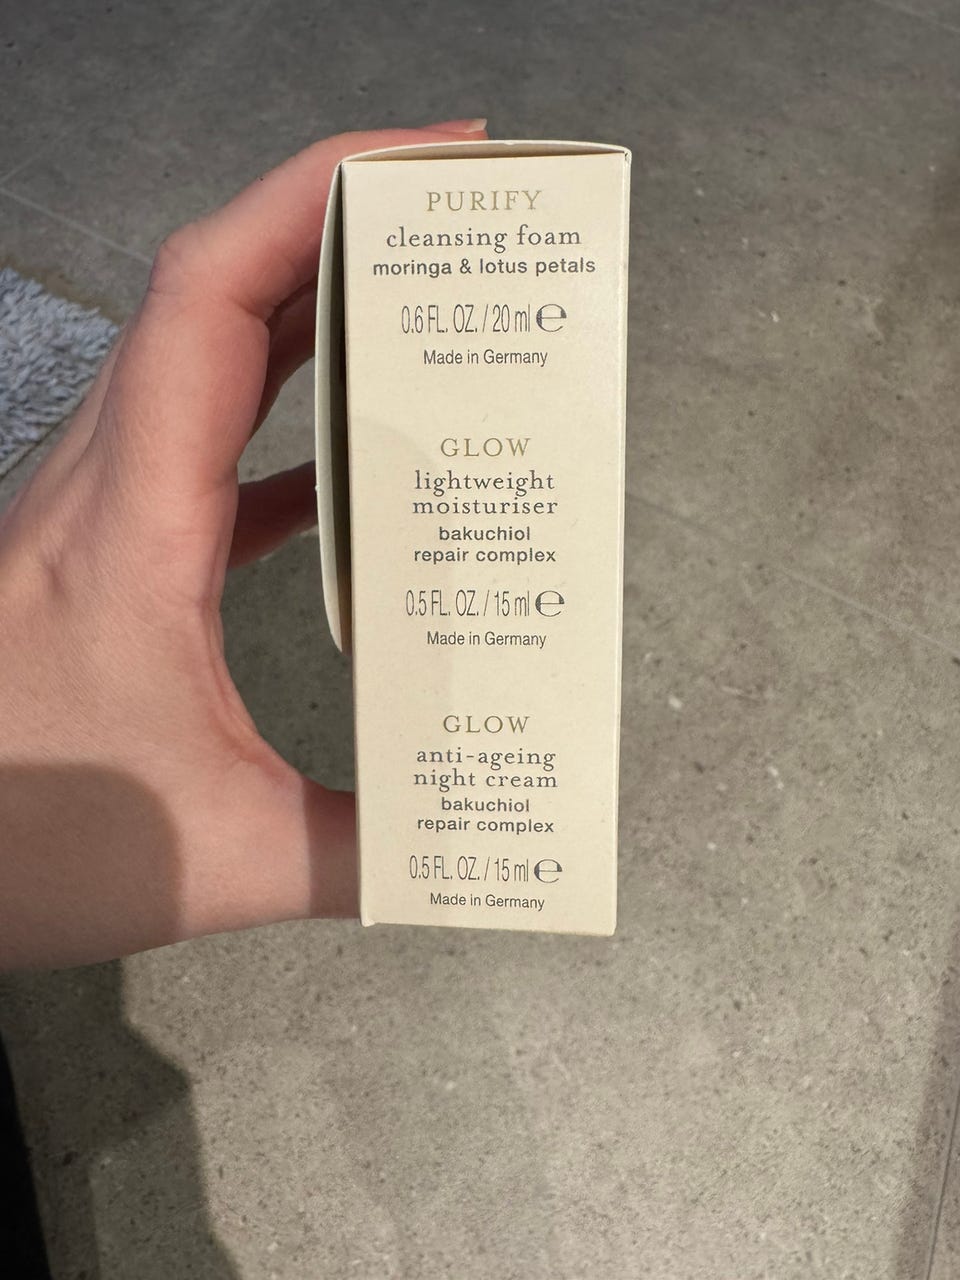 PURIFY
cleansing foam
moringa & lotus petals
0.6 FL. OZ. / 20 ml ℮
Made in Germany
GLOW
lightweight
moisturiser
bakuchiol
repair complex
0.5 FL. OZ. / 15 ml ℮
Made in Germany
GLOW
anti-ageing
night cream
bakuchiol
repair complex
0.5 FL. OZ. / 15 ml ℮
Made in Germany